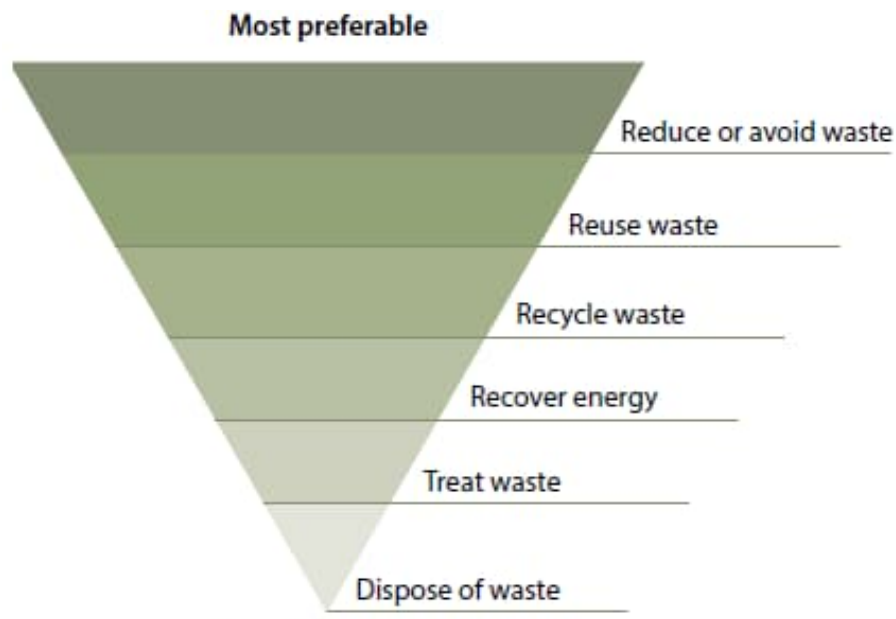 Most preferable
Reduce or avoid waste
Reuse waste
Recycle waste
Recover energy
Treat waste
Dispose of waste